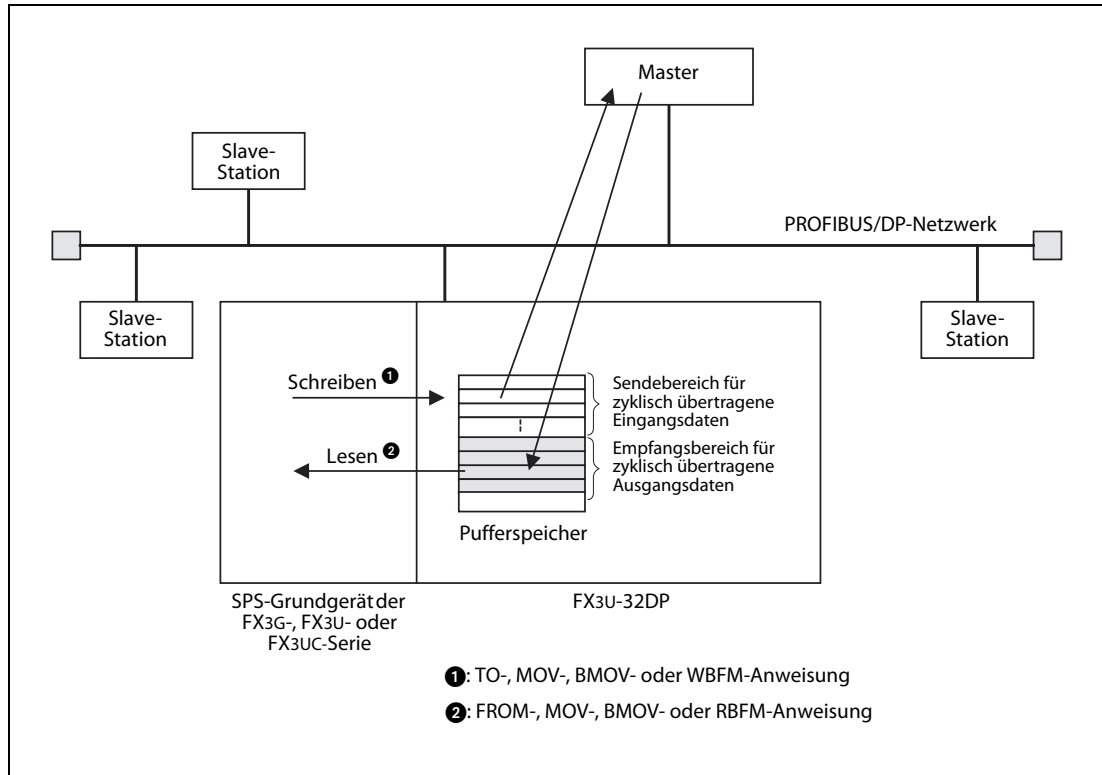 Master
Slave-
Station
PROFIBUS/DP-Netzwerk
Slave-
Station
Slave-
Station
Schreiben ❶
Lesen ❷
Sendebereich für
zyklisch übertragene
Eingangsdaten
Empfangsbereich für
zyklisch übertragene
Ausgangsdaten
Pufferspeicher
SPS-Grundgerät der
FX3G-, FX3U- oder
FX3UC-Serie
FX3U-32DP
❶: TO-, MOV-, BMOV- oder WBFM-Anweisung
❷: FROM-, MOV-, BMOV- oder RBFM-Anweisung